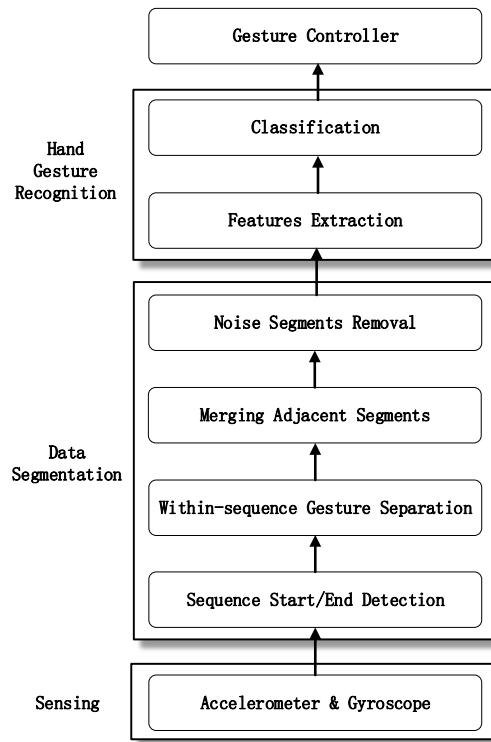 Gesture Controller
Hand
Gesture
Recognition
Classification
Features Extraction
Data
Segmentation
Noise Segments Removal
Merging Adjacent Segments
Within-sequence Gesture Separation
Sequence Start/End Detection
Sensing
Accelerometer & Gyroscope